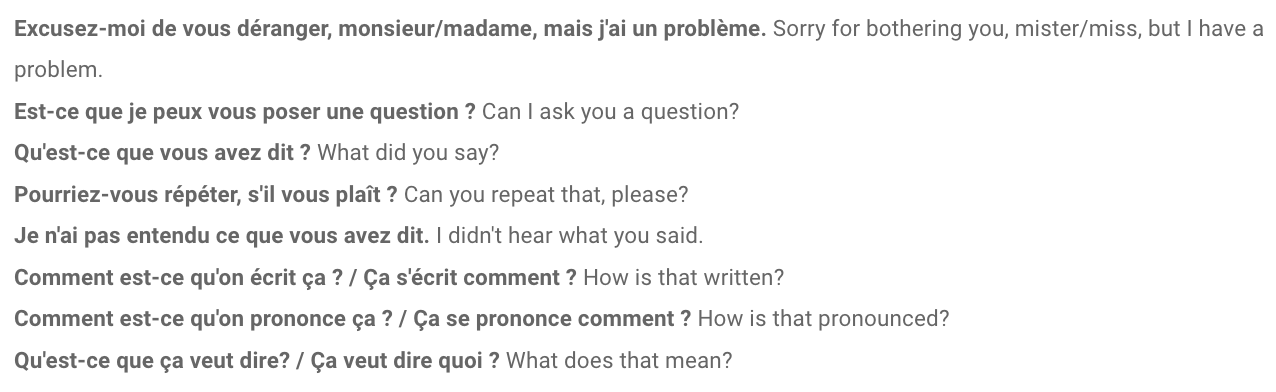 Excusez-moi de vous déranger, monsieur/madame, mais j'ai un problème. Sorry for bothering you, mister/miss, but I have a
problem.
Est-ce que je peux vous poser une question ? Can I ask you a question?
Qu'est-ce que vous avez dit ? What did you say?
Pourriez-vous répéter, s'il vous plaît ? Can you repeat that, please?
Je n'ai pas entendu ce que vous avez dit. I didn't hear what you said.
Comment est-ce qu'on écrit ça ? / Ça s'écrit comment ? How is that written?
Comment est-ce qu'on prononce ça ? / Ça se prononce comment ? How is that pronounced?
Qu'est-ce que ça veut dire? / Ça veut dire quoi ? What does that mean?